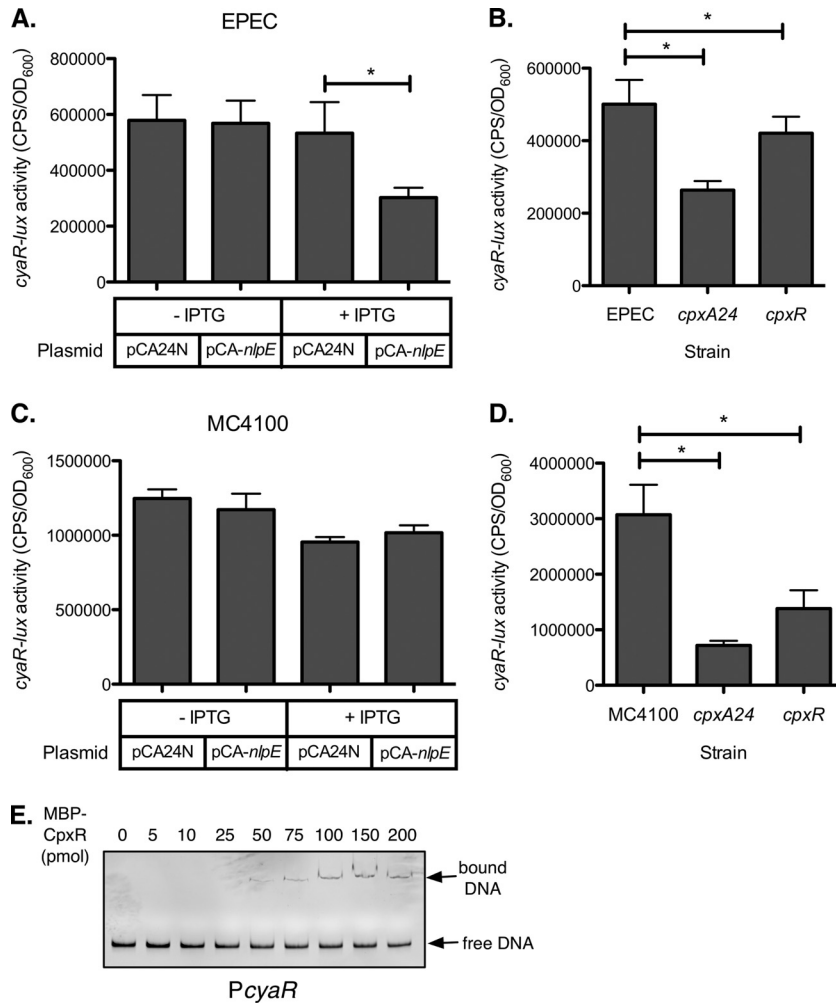 A.
EPEC
cyaR-lux activity (CPS/OD600)
800000
600000
400000
200000
0
*
- IPTG
+ IPTG
Plasmid
pCA24N
pCA-nlpE
pCA24N
pCA-nlpE
B.
cyaR-lux activity (CPS/OD600)
600000
400000
200000
0
*
*
EPEC
cpxA24
cpxR
Strain
C.
MC4100
cyaR-lux activity (CPS/OD600)
1500000
1000000
500000
0
- IPTG
+ IPTG
Plasmid
pCA24N
pCA-nlpE
pCA24N
pCA-nlpE
D.
cyaR-lux activity (CPS/OD600)
4000000
3000000
2000000
1000000
0
*
*
MC4100
cpxA24
cpxR
Strain
E.
MBP-
CpxR
(pmol)
0 5 10 25 50 75 100 150 200
bound
DNA
free DNA
PcyaR